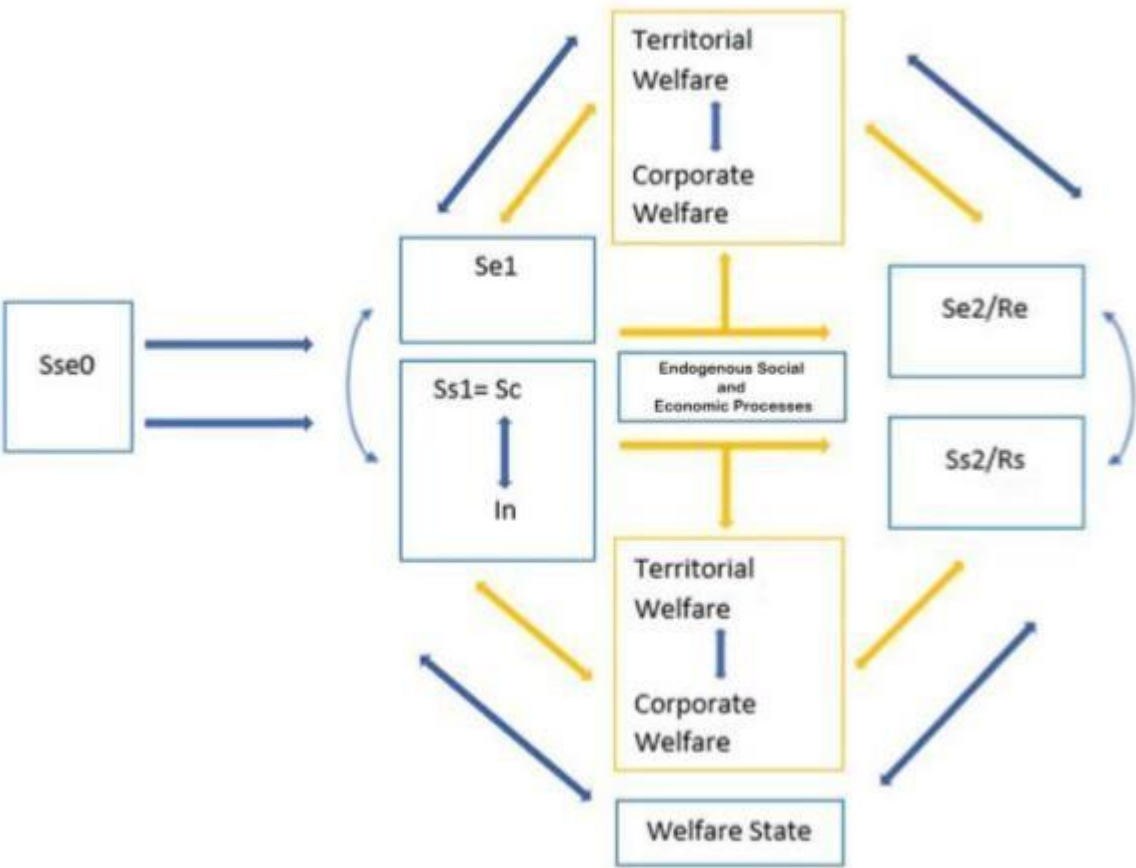 Territorial
Welfare
Corporate
Welfare
Se1
Sse0
Ss1= Sc
In
Endogenous Social
and
Economic Processes
Se2/Re
Ss2/Rs
Territorial
Welfare
Corporate
Welfare
Welfare State